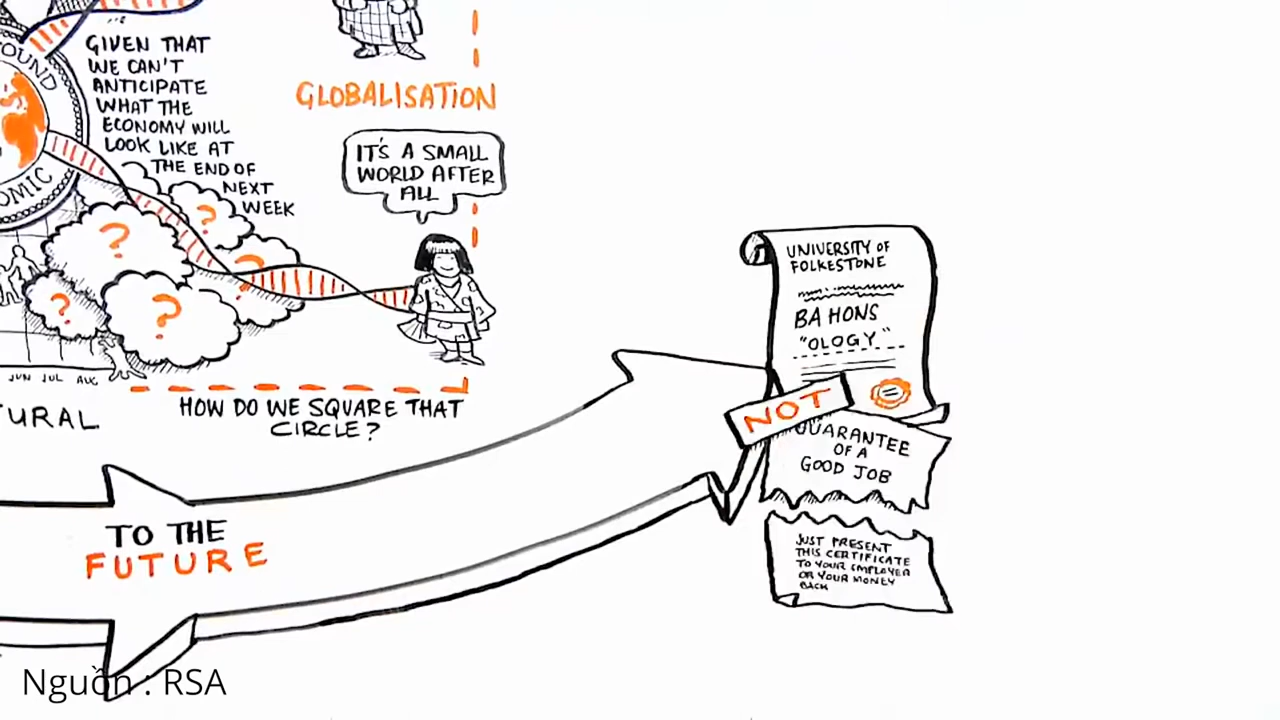 OUND
OMIC
GIVEN THAT
WE CAN'T
ANTICIPATE
WHAT THE
ECONOMY WILL
LOOK LIKE AT
THE END OF
NEXT
WEEK
?
?
?
?
?
JUN JUL AUG
TURAL
GLOBALISATION
IT'S A SMALL
WORLD AFTER
ALL
HOW DO WE SQUARE THAT
CIRCLE?
TO THE
FUTURE
UNIVERSITY OF
FOLKESTONE
BA HONS
"OLOGY"
NOT
GUARANTEE
OF A
GOOD JOB
JUST PRESENT
THIS CERTIFICATE
TO YOUR EMPLOYER
OR YOUR MONEY
BACK
Nguồn : RSA